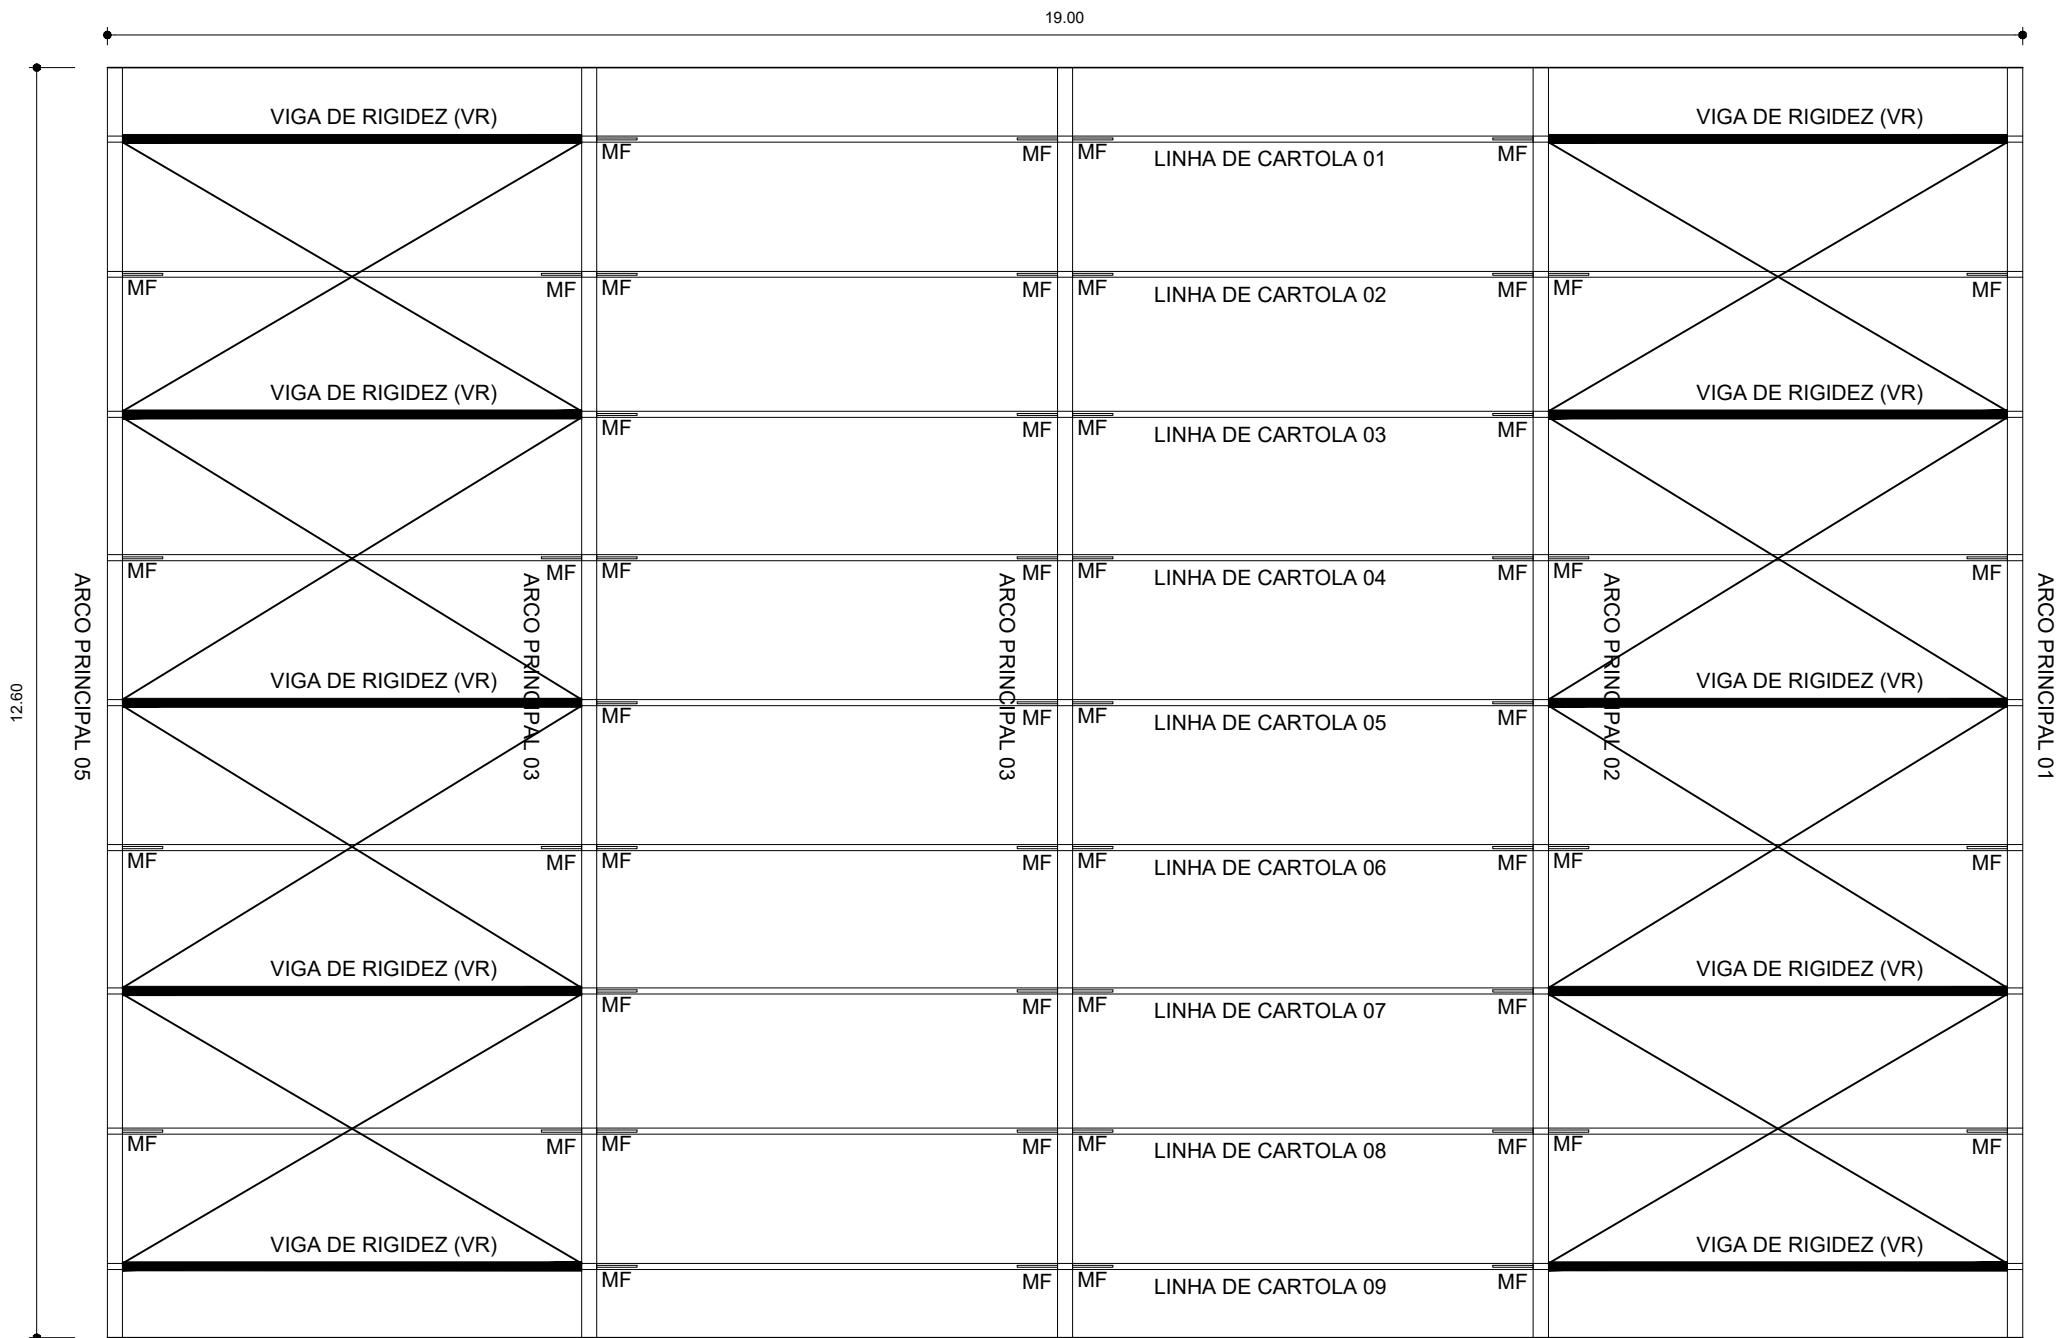 19.00
VIGA DE RIGIDEZ (VR)
VIGA DE RIGIDEZ (VR)
MF
MF
MF
LINHA DE CARTOLA 01
MF
MF
MF
MF
MF
MF
LINHA DE CARTOLA 02
MF
MF
MF
VIGA DE RIGIDEZ (VR)
VIGA DE RIGIDEZ (VR)
MF
MF
MF
LINHA DE CARTOLA 03
MF
MF
MF
MF
MF
MF
LINHA DE CARTOLA 04
MF
MF
MF
12.60
ARCO PRINCIPAL 05
ARCO PRINCIPAL 03
ARCO PRINCIPAL 03
ARCO PRINCIPAL 02
ARCO PRINCIPAL 01
VIGA DE RIGIDEZ (VR)
VIGA DE RIGIDEZ (VR)
MF
MF
MF
LINHA DE CARTOLA 05
MF
MF
MF
MF
MF
MF
LINHA DE CARTOLA 06
MF
MF
MF
VIGA DE RIGIDEZ (VR)
VIGA DE RIGIDEZ (VR)
MF
MF
MF
LINHA DE CARTOLA 07
MF
MF
MF
MF
MF
MF
LINHA DE CARTOLA 08
MF
MF
MF
VIGA DE RIGIDEZ (VR)
VIGA DE RIGIDEZ (VR)
MF
MF
MF
LINHA DE CARTOLA 09
MF